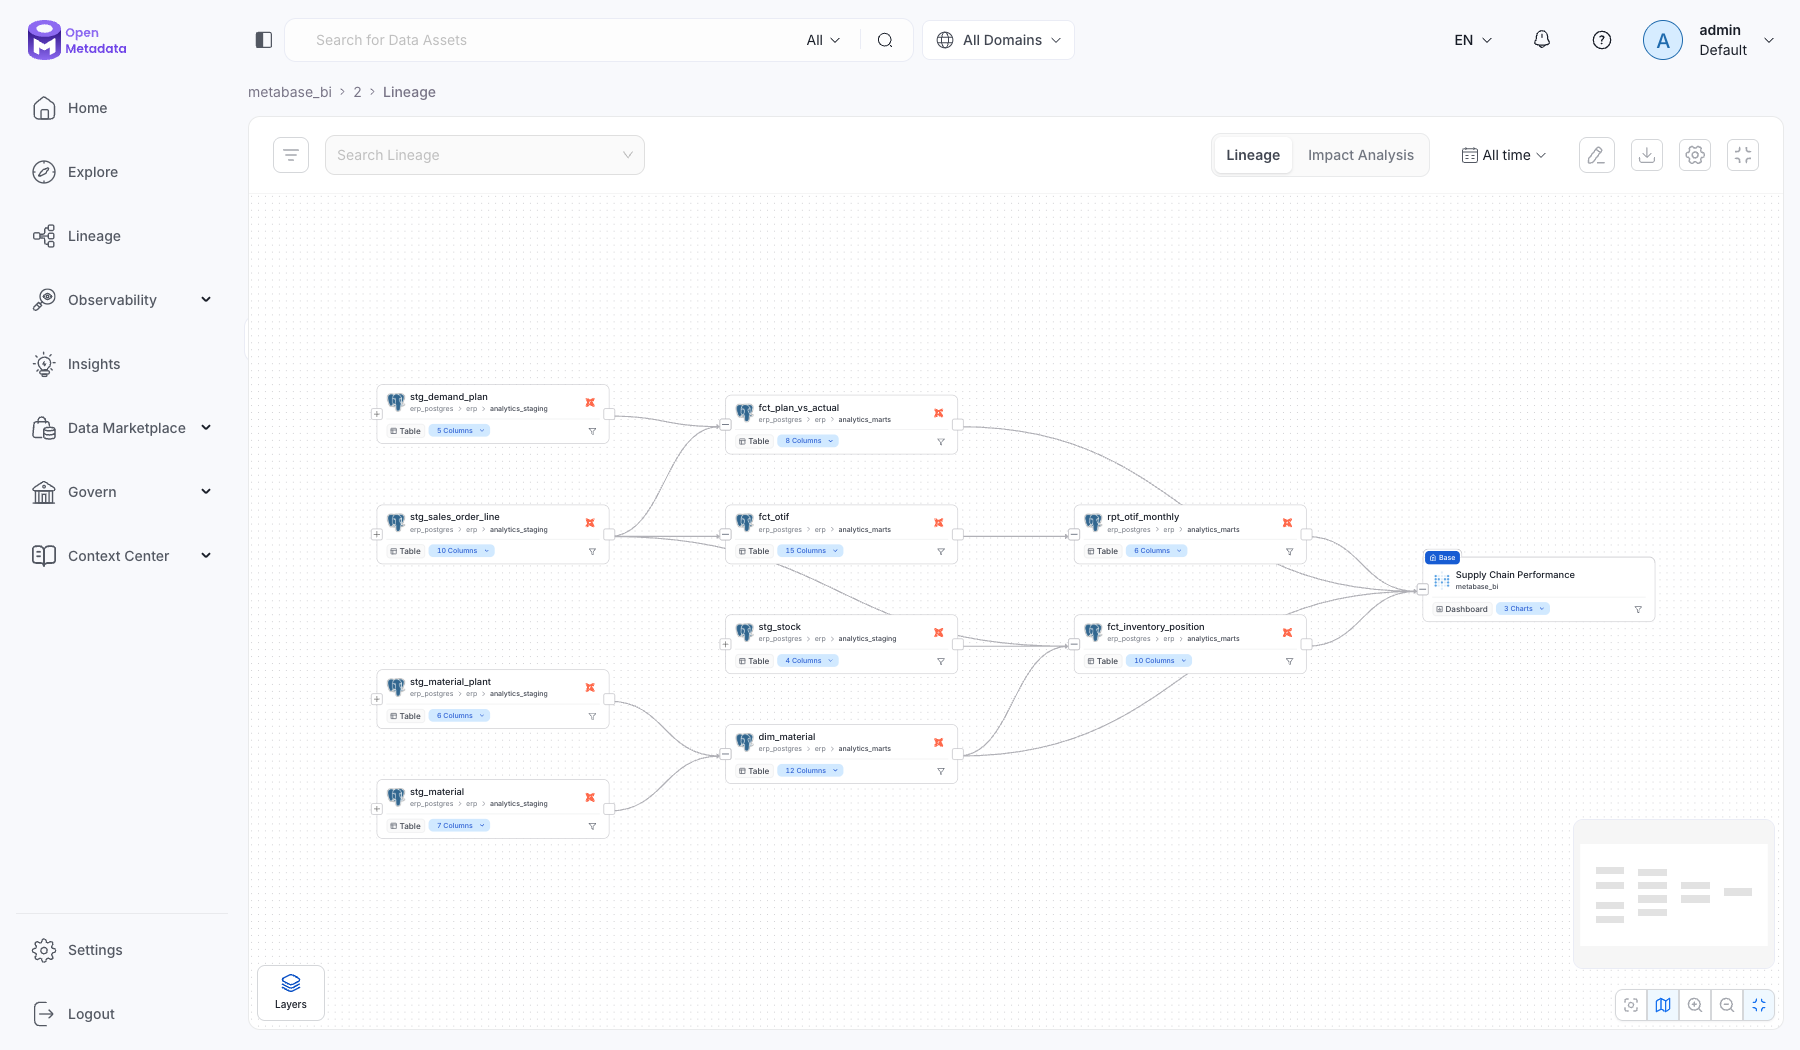 Open
Metadata
Search for Data Assets
All
All Domains
EN
A
admin
Default
Home
Explore
Lineage
Observability
Insights
Data Marketplace
Govern
Context Center
Settings
Logout
metabase_bi > 2 > Lineage
Search Lineage
Lineage
Impact Analysis
All time
stg_demand_plan
erp_postgres > erp > analytics_staging
Table
5 Columns
fct_plan_vs_actual
erp_postgres > erp > analytics_marts
Table
8 Columns
stg_sales_order_line
erp_postgres > erp > analytics_staging
Table
10 Columns
fct_otif
erp_postgres > erp > analytics_marts
Table
15 Columns
rpt_otif_monthly
erp_postgres > erp > analytics_marts
Table
6 Columns
Base
Supply Chain Performance
metabase_bi
Dashboard
3 Charts
stg_stock
erp_postgres > erp > analytics_staging
Table
4 Columns
fct_inventory_position
erp_postgres > erp > analytics_marts
Table
10 Columns
stg_material_plant
erp_postgres > erp > analytics_staging
Table
6 Columns
dim_material
erp_postgres > erp > analytics_marts
Table
12 Columns
stg_material
erp_postgres > erp > analytics_staging
Table
7 Columns
Layers